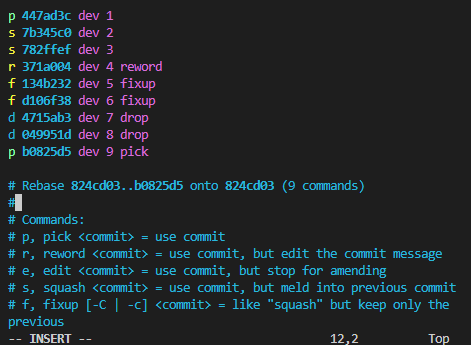 p 447ad3c dev 1
s 7b345c0 dev 2
s 782ffef dev 3
r 371a004 dev 4 reword
f 134b232 dev 5 fixup
f d106f38 dev 6 fixup
d 4715ab3 dev 7 drop
d 049951d dev 8 drop
p b0825d5 dev 9 pick

# Rebase 824cd03..b0825d5 onto 824cd03 (9 commands)
#
# Commands:
# p, pick <commit> = use commit
# r, reword <commit> = use commit, but edit the commit message
# e, edit <commit> = use commit, but stop for amending
# s, squash <commit> = use commit, but meld into previous commit
# f, fixup [-C | -c] <commit> = like "squash" but keep only the
previous
-- INSERT -- 12,2 Top